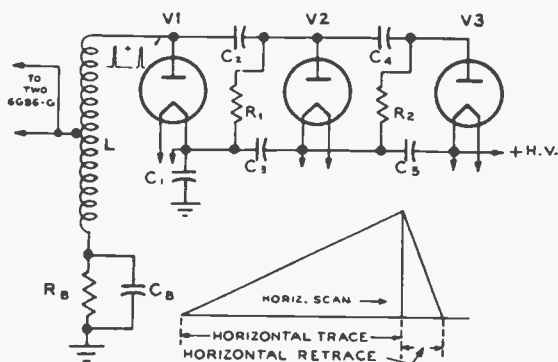 V1 V2 V3
+
C2 C4
TO
TWO
6GB6-G
L
R1 R2
C1 C3 C5 + H.V.
RB CB
HORIZ. SCAN
HORIZONTAL TRACE
HORIZONTAL RETRACE